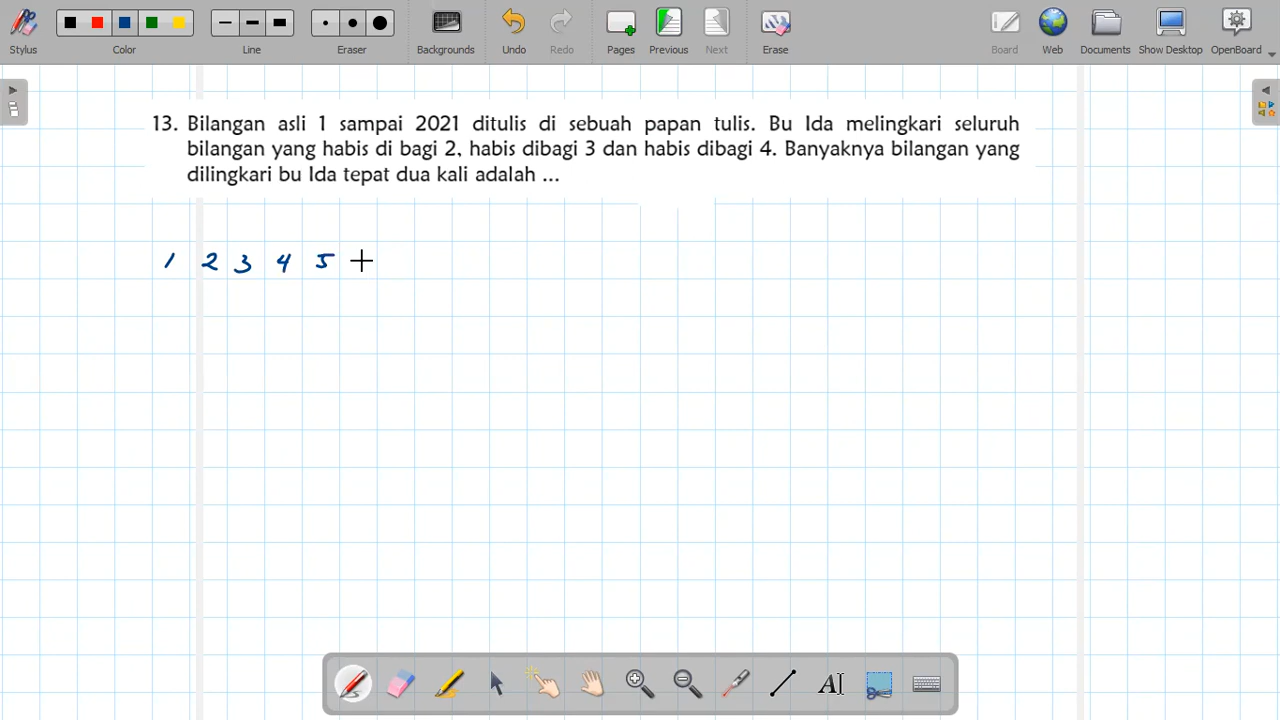 Stylus Color Line Eraser Backgrounds Undo Redo Pages Previous Next Erase Board Web Documents Show Desktop OpenBoard
13. Bilangan asli 1 sampai 2021 ditulis di sebuah papan tulis. Bu Ida melingkari seluruh
bilangan yang habis di bagi 2, habis dibagi 3 dan habis dibagi 4. Banyaknya bilangan yang
dilingkari bu Ida tepat dua kali adalah ...
1 2 3 4 5